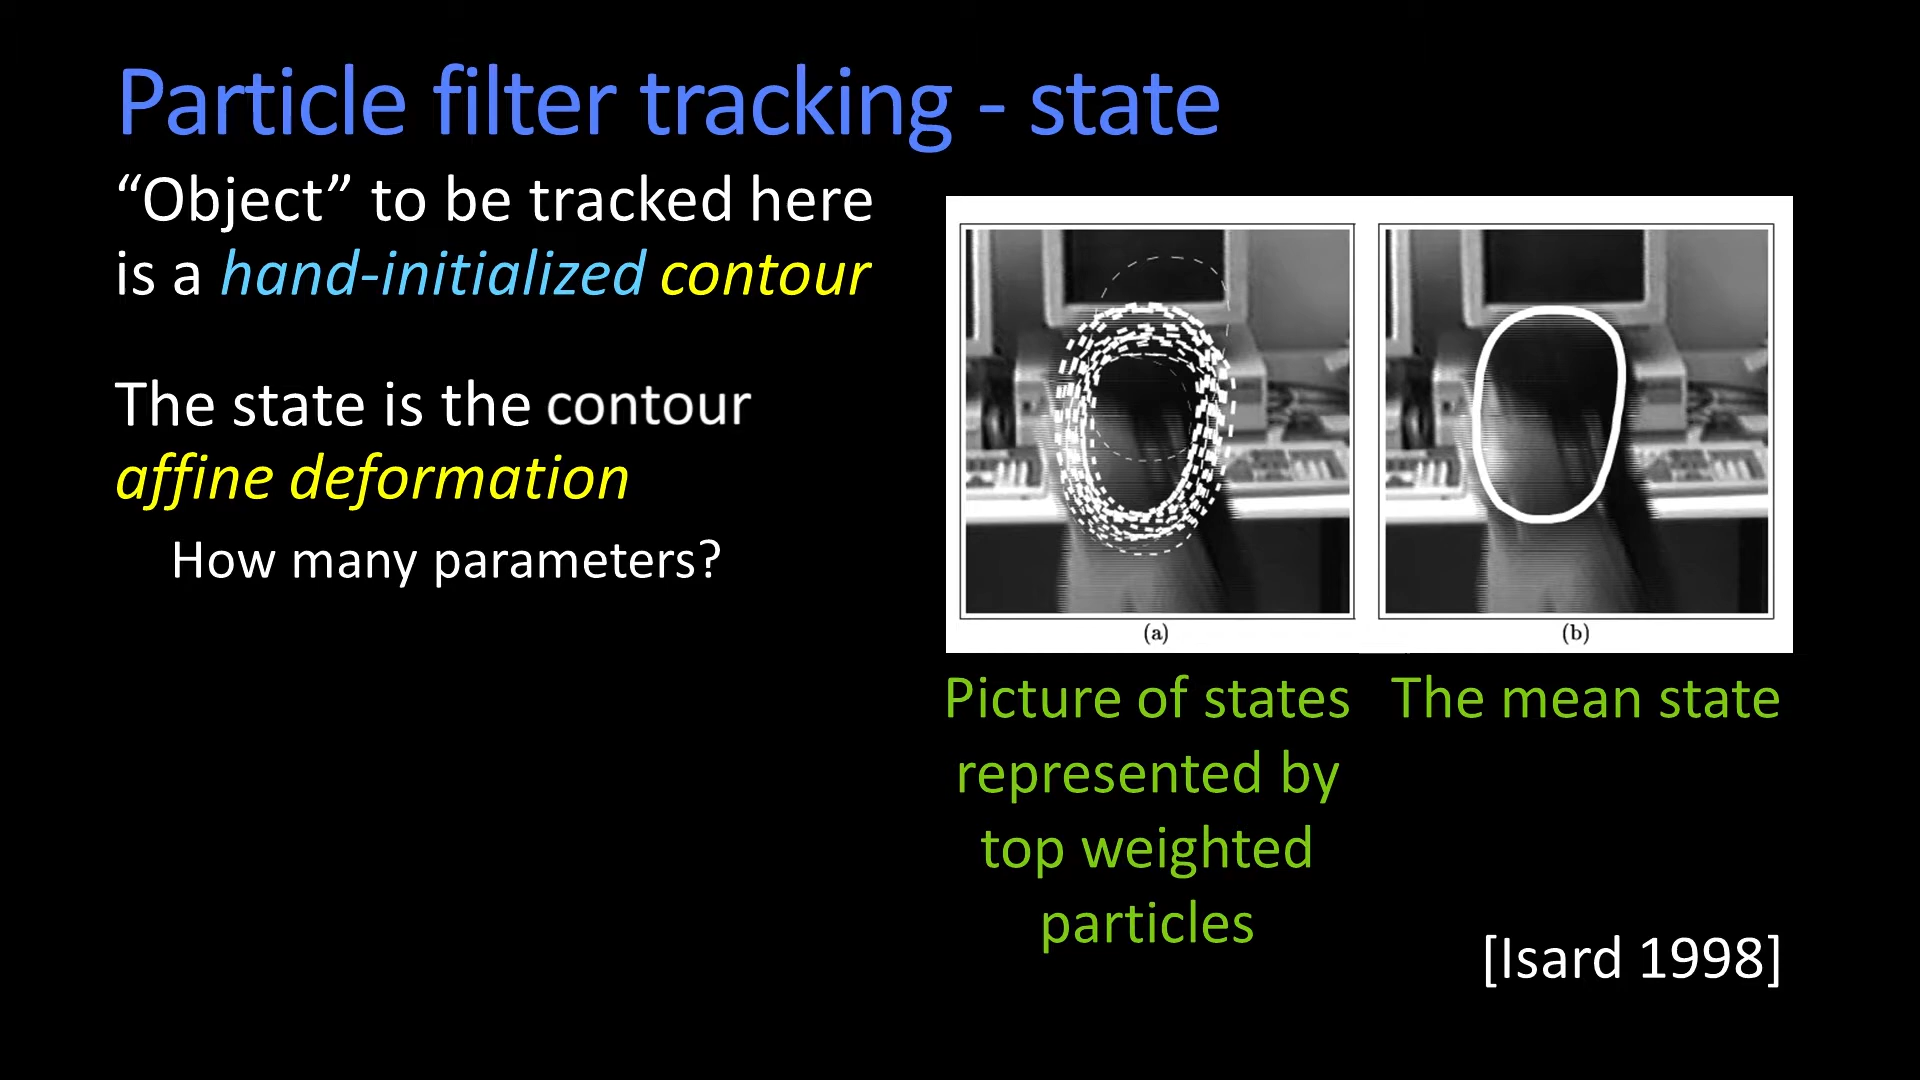 Particle filter tracking - state
“Object” to be tracked here
is a hand-initialized contour
The state is the contour
affine deformation
How many parameters?
(a)
(b)
Picture of states
represented by
top weighted
particles
The mean state
[Isard 1998]